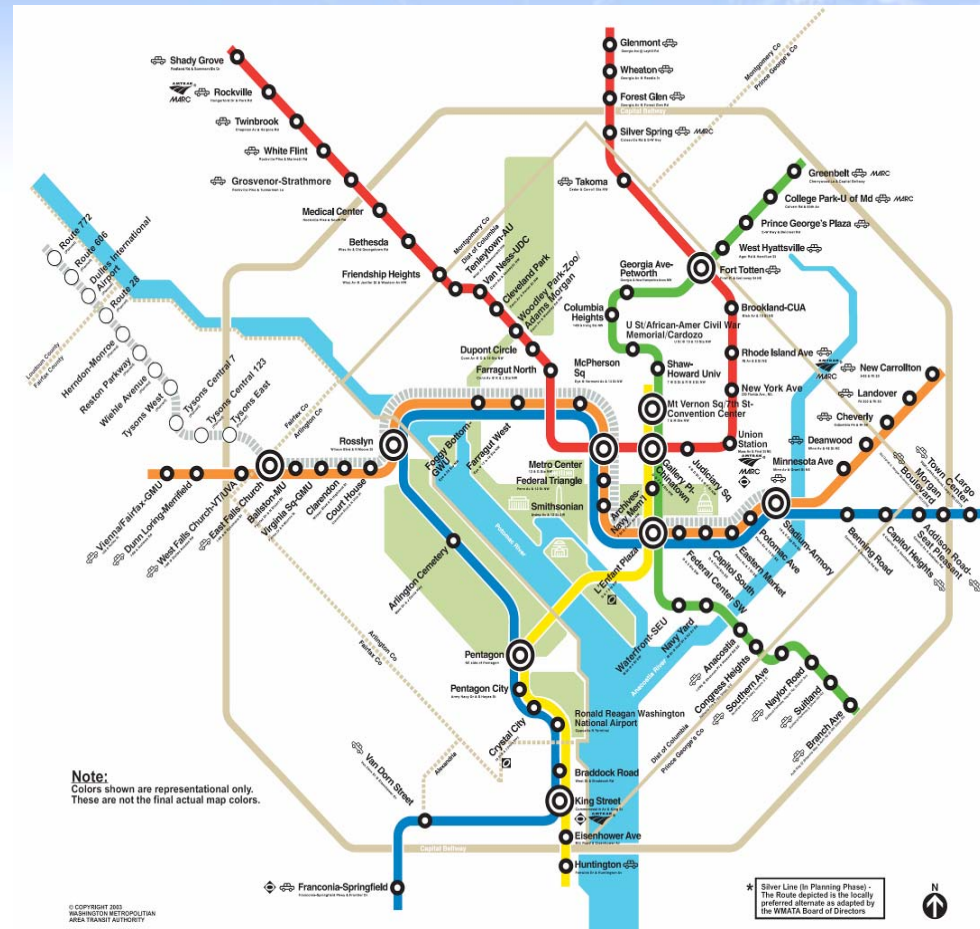 Shady Grove
Rockville
MARC
Twinbrook
White Flint
Grosvenor-Strathmore
Medical Center
Bethesda
Friendship Heights
Tenleytown-AU
Van Ness-UDC
Cleveland Park
Woodley Park-Zoo/
Adams Morgan
Dupont Circle
Farragut North
Glenmont
Wheaton
Forest Glen
Capital Beltway
Silver Spring
MARC
Takoma
Montgomery Co
Prince George's Co
Montgomery Co
Dist of Columbia
Greenbelt
MARC
College Park-U of Md
MARC
Prince George's Plaza
West Hyattsville
Fort Totten
Georgia Ave-
Petworth
Columbia
Heights
U St/African-Amer Civil War
Memorial/Cardozo
Shaw-
Howard Univ
Mt Vernon Sq/7th St-
Convention Center
Brookland-CUA
Rhode Island Ave
New York Ave
Union
Station
MARC
Judiciary Sq
Gallery Pl-
Chinatown
McPherson
Sq
Metro Center
Federal Triangle
Smithsonian
Archives-
Navy Mem'l
L'Enfant Plaza
New Carrollton
Landover
Cheverly
Deanwood
Minnesota Ave
MARC
Largo
Town Center
Morgan
Boulevard
Addison Road-
Seat Pleasant
Capitol Heights
Benning Road
Stadium-Armory
Potomac Ave
Eastern Market
Capitol South
Federal Center SW
Waterfront-SEU
Navy Yard
Anacostia River
Anacostia
Congress Heights
Southern Ave
Naylor Road
Suitland
Branch Ave
Dist of Columbia
Prince George's Co
Route 772
Route 606
Dulles International
Airport
Route 28
Herndon-Monroe
Reston Parkway
Wiehle Avenue
Tysons West
Tysons Central 7
Tysons Central 123
Tysons East
Loudoun County
Fairfax County
Fairfax Co
Arlington Co
Vienna/Fairfax-GMU
Dunn Loring-Merrifield
West Falls Church-VT/UVA
East Falls Church
Ballston-MU
Virginia Sq-GMU
Clarendon
Court House
Rosslyn
Foggy Bottom-
GWU
Farragut West
Potomac River
Arlington Cemetery
Pentagon
Pentagon City
Crystal City
Ronald Reagan Washington
National Airport
Arlington Co
Fairfax Co
Alexandria
Braddock Road
King Street
Eisenhower Ave
Huntington
Van Dorn Street
Franconia-Springfield
Capital Beltway
Note:
Colors shown are representational only.
These are not the final actual map colors.
© COPYRIGHT 2003
WASHINGTON METROPOLITIAN
AREA TRANSIT AUTHORITY
* Silver Line (In Planning Phase) -
The Route depicted is the locally
preferred alternate as adapted by
the WMATA Board of Directors
N